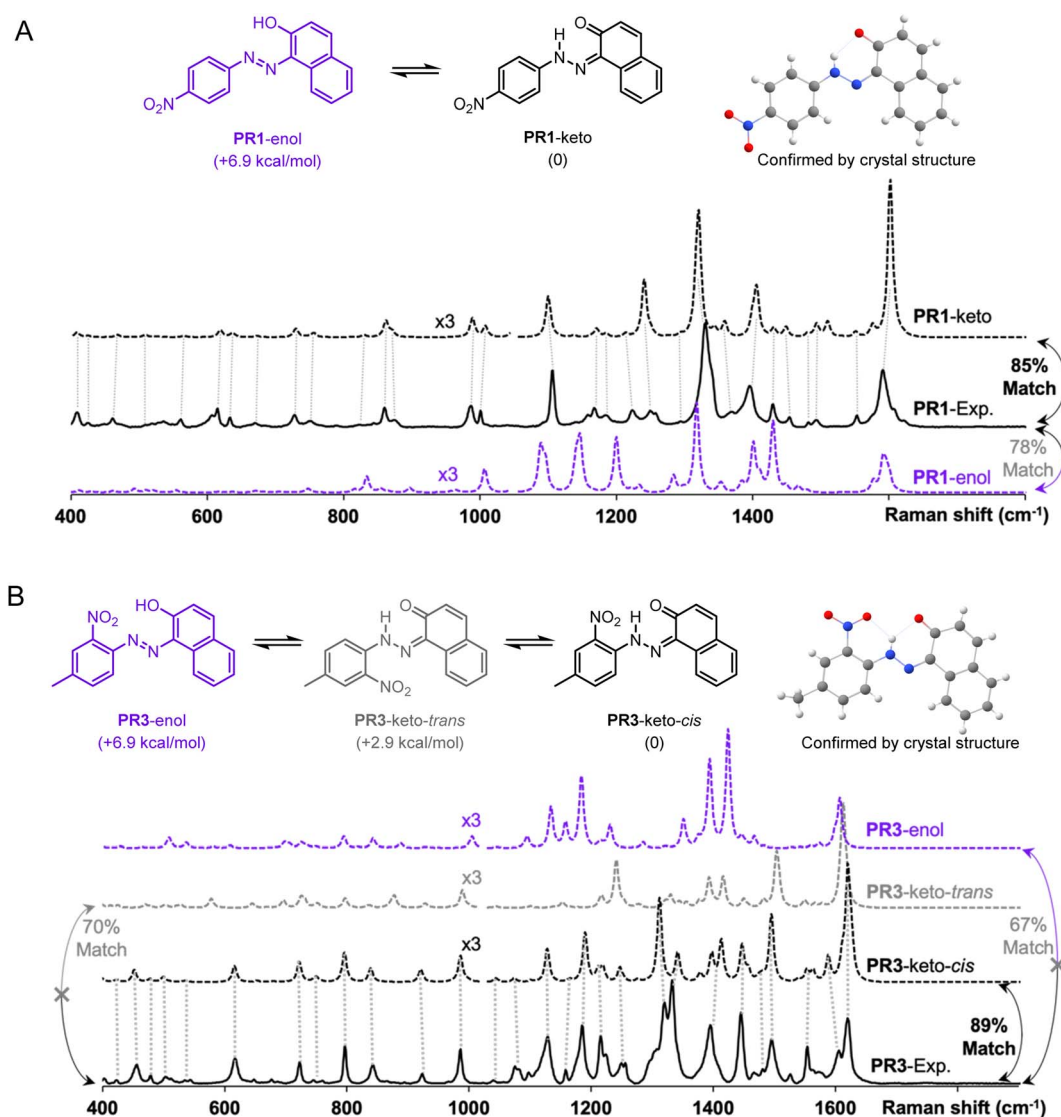 A
HO
N
N
O₂N
PR1-enol
(+6.9 kcal/mol)
H
O
N
N
O₂N
PR1-keto
(0)
Confirmed by crystal structure
x3
PR1-keto
85%
Match
PR1-Exp.
x3
78%
Match
PR1-enol
400 600 800 1000 1200 1400 Raman shift (cm⁻¹)
B
NO₂
HO
N
N
PR3-enol
(+6.9 kcal/mol)
H
O
N
N
NO₂
PR3-keto-trans
(+2.9 kcal/mol)
NO₂
H
O
N
N
PR3-keto-cis
(0)
Confirmed by crystal structure
x3
PR3-enol
x3
PR3-keto-trans
70%
Match
67%
Match
x3
PR3-keto-cis
89%
Match
PR3-Exp.
400 600 800 1000 1200 1400 1600
Raman shift (cm⁻¹)